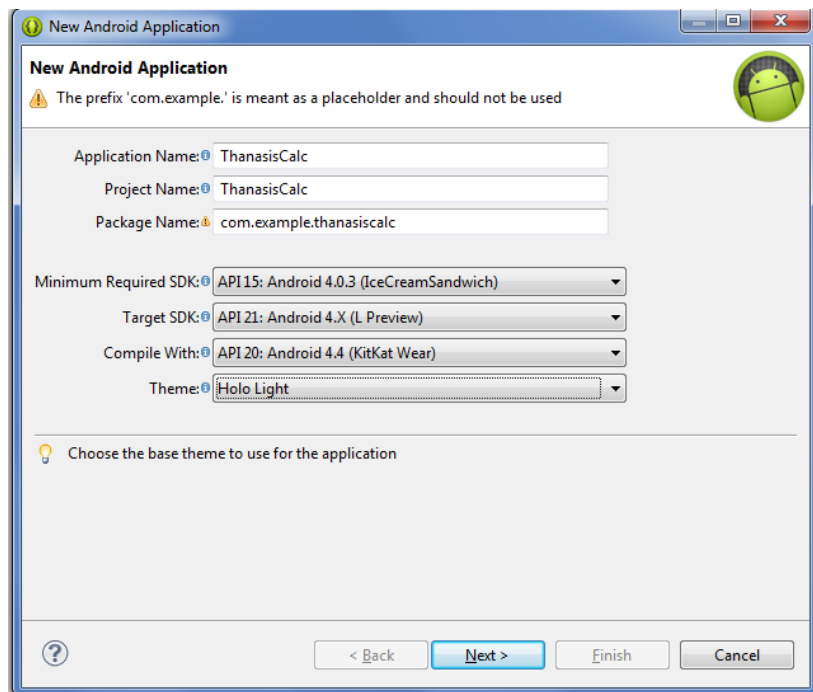 New Android Application
New Android Application
The prefix 'com.example.' is meant as a placeholder and should not be used
Application Name: ThanasisCalc
Project Name: ThanasisCalc
Package Name: com.example.thanasiscalc
Minimum Required SDK: API 15: Android 4.0.3 (IceCreamSandwich)
Target SDK: API 21: Android 4.X (L Preview)
Compile With: API 20: Android 4.4 (KitKat Wear)
Theme: Holo Light
Choose the base theme to use for the application
? < Back Next > Finish Cancel